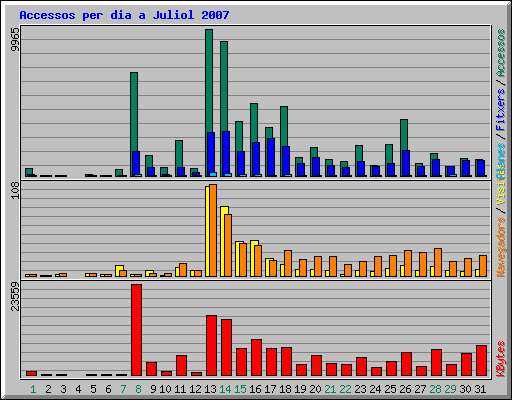 Accessos per dia a Juliol 2007
9965
108
23559
Navegadors / Visites
Pàgines / Fitxers / Accessos
KBytes
1 2 3 4 5 6 7 8 9 10 11 12 13 14 15 16 17 18 19 20 21 22 23 24 25 26 27 28 29 30 31